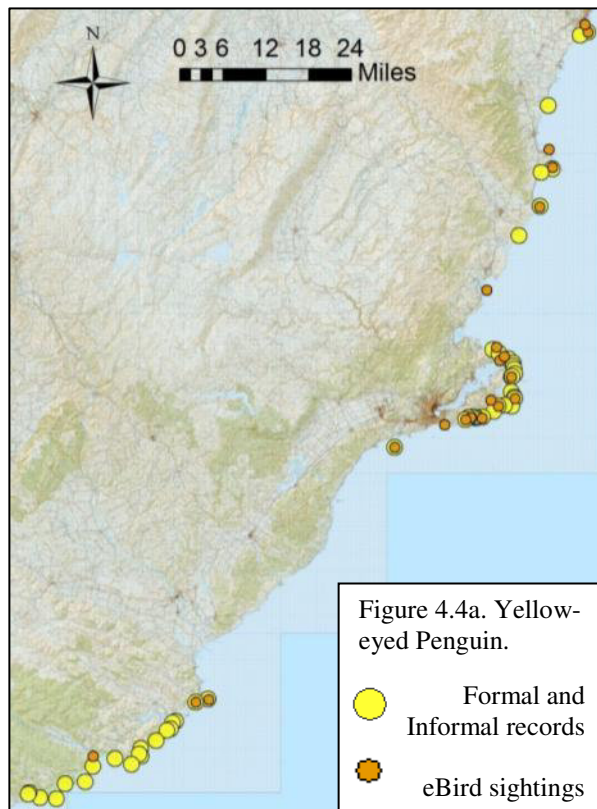 N
0 3 6 12 18 24
Miles
Figure 4.4a. Yellow-
eyed Penguin.
Formal and
Informal records
eBird sightings